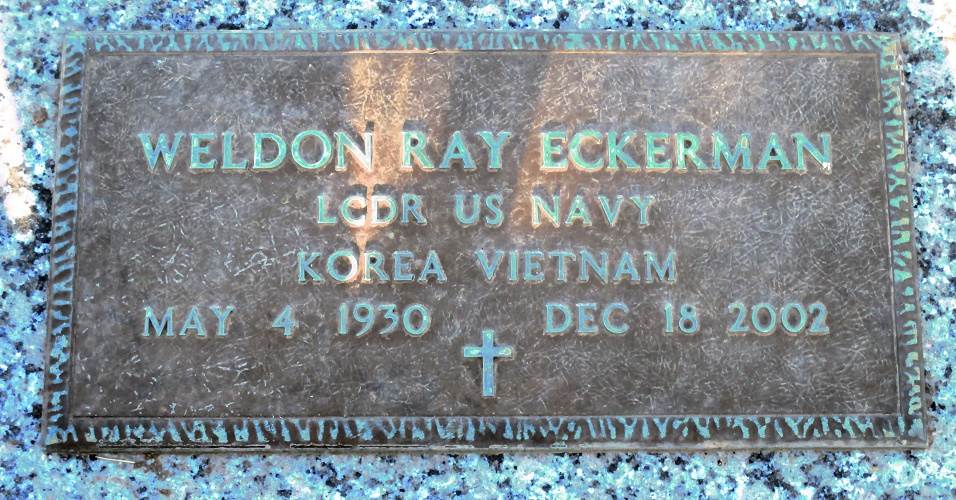 WELDON RAY ECKERMAN
LCDR US NAVY
KOREA VIETNAM
MAY 4 1930 DEC 18 2002